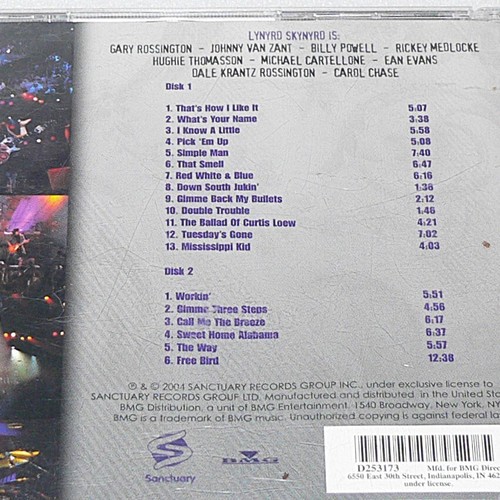 LYNYRD SKYNYRD IS:
GARY ROSSINGTON - JOHNNY VAN ZANT - BILLY POWELL - RICKEY MEDLOCKE
HUGHIE THOMASSON - MICHAEL CARTELLONE - EAN EVANS
DALE KRANTZ ROSSINGTON - CAROL CHASE
Disk 1
1. That's How I Like It 5:07
2. What's Your Name 3:38
3. I Know A Little 5:58
4. Pick 'Em Up 5:08
5. Simple Man 7:40
6. That Smell 6:47
7. Red White & Blue 6:16
8. Down South Jukin' 1:36
9. Gimme Back My Bullets 2:12
10. Double Trouble 1:46
11. The Ballad Of Curtis Loew 4:21
12. Tuesday's Gone 7:02
13. Mississippi Kid 4:03
Disk 2
1. Workin' 5:51
2. Gimme Three Steps 4:56
3. Call Me The Breeze 6:17
4. Sweet Home Alabama 6:37
5. The Way 5:57
6. Free Bird 12:38
℗ & © 2004 SANCTUARY RECORDS GROUP INC., under exclusive license to
SANCTUARY RECORDS GROUP LTD. Manufactured and distributed in the United
BMG Distribution, a unit of BMG Entertainment, 1540 Broadway, New York, NY
BMG is a trademark of BMG music. Unauthorized copying is against federal
Sanctuary
BMG
D253173 Mfd. for BMG Direc
6550 East 30th Street, Indianapolis, IN 462
under license.